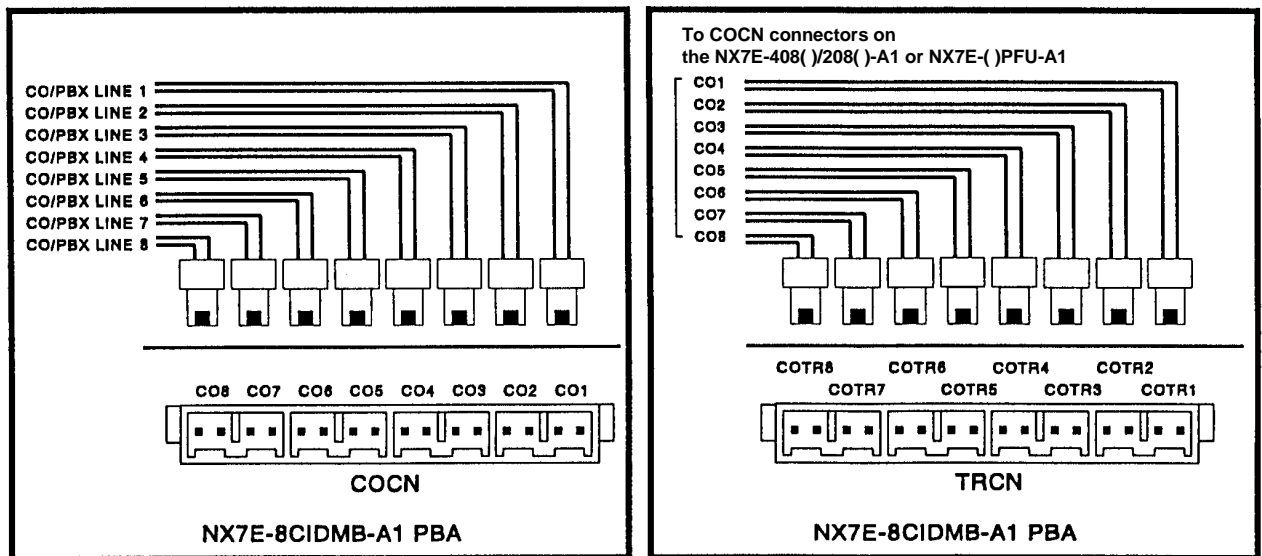 CO/PBX LINE 1
CO/PBX LINE 2
CO/PBX LINE 3
CO/PBX LINE 4
CO/PBX LINE 5
CO/PBX LINE 6
CO/PBX LINE 7
CO/PBX LINE 8
CO8 CO7 CO6 CO5 CO4 CO3 CO2 CO1
COCN
NX7E-8CIDMB-A1 PBA
To COCN connectors on
the NX7E-408( )/208( )-A1 or NX7E-( )PFU-A1
CO1
CO2
CO3
CO4
CO5
CO6
CO7
CO8
COTR8 COTR6 COTR4 COTR2
COTR7 COTR5 COTR3 COTR1
TRCN
NX7E-8CIDMB-A1 PBA